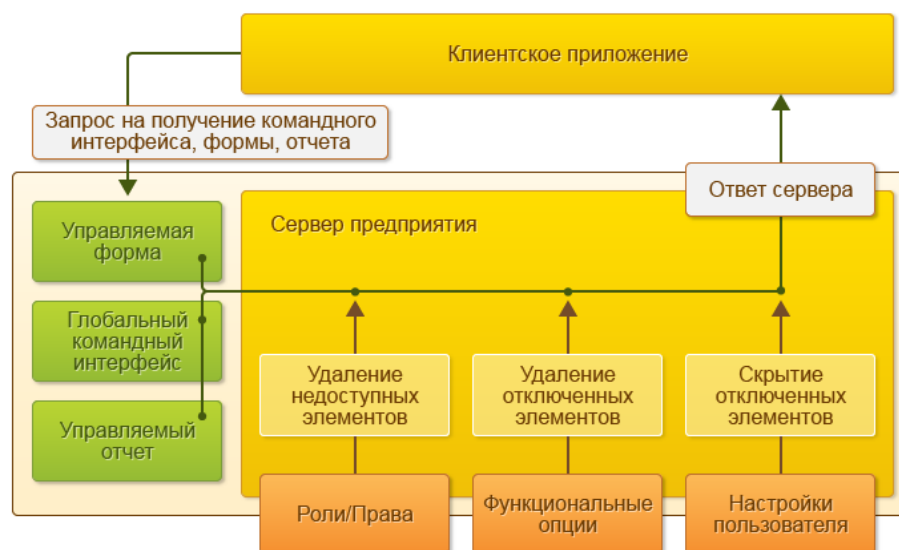 Клиентское приложение
Запрос на получение командного
интерфейса, формы, отчета
Ответ сервера
Управляемая
форма
Сервер предприятия
Глобальный
командный
интерфейс
Управляемый
отчет
Удаление
недоступных
элементов
Удаление
отключенных
элементов
Скрытие
отключенных
элементов
Роли/Права
Функциональные
опции
Настройки
пользователя